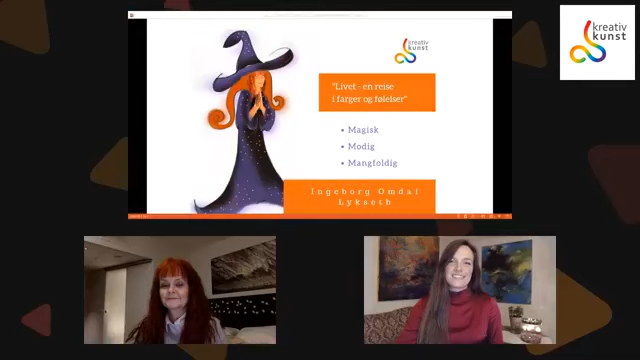 kreativ
kunst
kreativ
kunst
"Livet - en reise
i farger og følelser"
• Magisk
• Modig
• Mangfoldig
Ingeborg Omdal
Lykseth